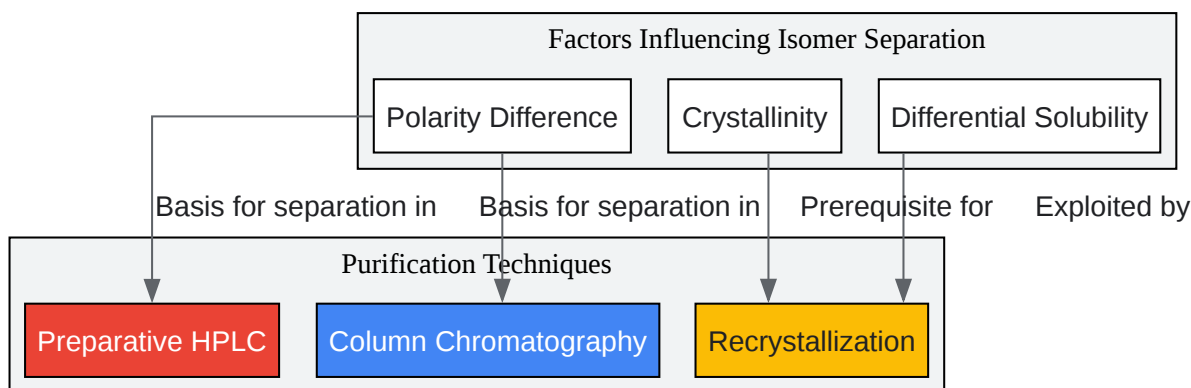 Factors Influencing Isomer Separation
Polarity Difference
Crystallinity
Differential Solubility
Basis for separation in
Basis for separation in
Prerequisite for
Exploited by
Purification Techniques
Preparative HPLC
Column Chromatography
Recrystallization